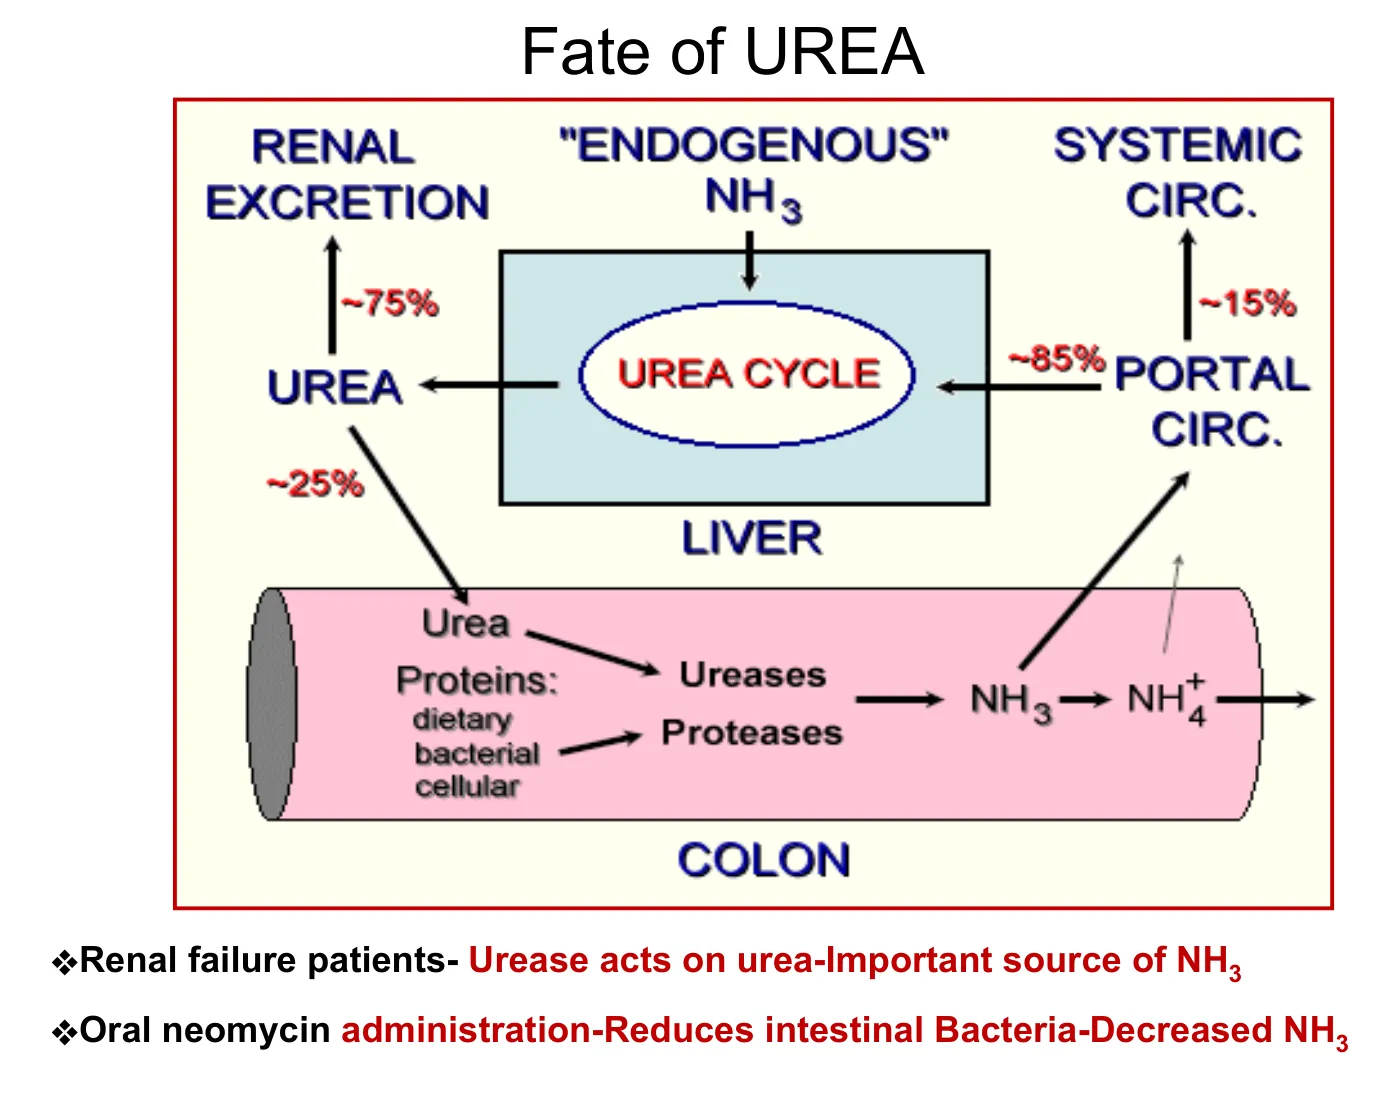 Fate of UREA
RENAL
EXCRETION
"ENDOGENOUS"
NH3
SYSTEMIC
CIRC.
~75%
~15%
UREA
UREA CYCLE
~85%
PORTAL
CIRC.
~25%
LIVER
Urea
Proteins:
dietary
bacterial
cellular
Ureases
Proteases
NH3
NH4+
COLON
❖Renal failure patients- Urease acts on urea-Important source of NH3
❖Oral neomycin administration-Reduces intestinal Bacteria-Decreased NH3